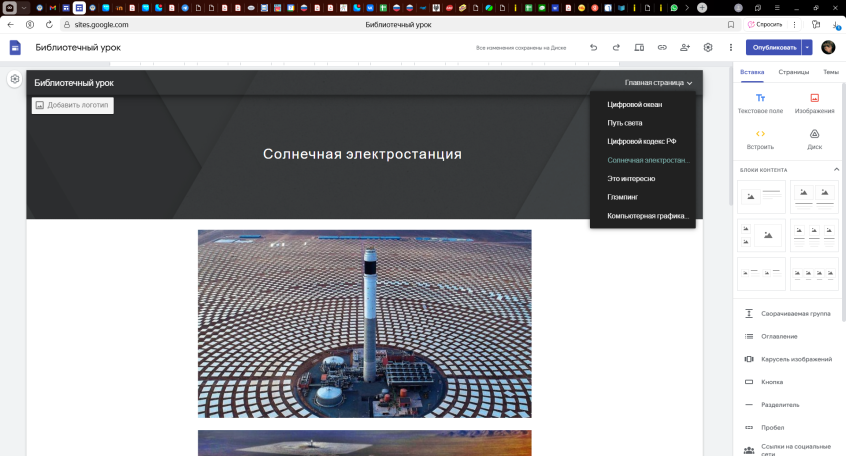 sites.google.com
Библиотечный урок
Спросить
Библиотечный урок
Все изменения сохранены на Диске
Опубликовать
Библиотечный урок
Главная страница
Добавить логотип
Солнечная электростанция
Цифровой океан
Путь света
Цифровой кодекс РФ
Солнечная электростан...
Это интересно
Глэмпинг
Компьютерная графика...
Вставка
Страницы
Темы
Текстовое поле
Изображения
Встроить
Диск
БЛОКИ КОНТЕНТА
Сворачиваемая группа
Оглавление
Карусель изображений
Кнопка
Разделитель
Пробел
Ссылки на социальные
сети